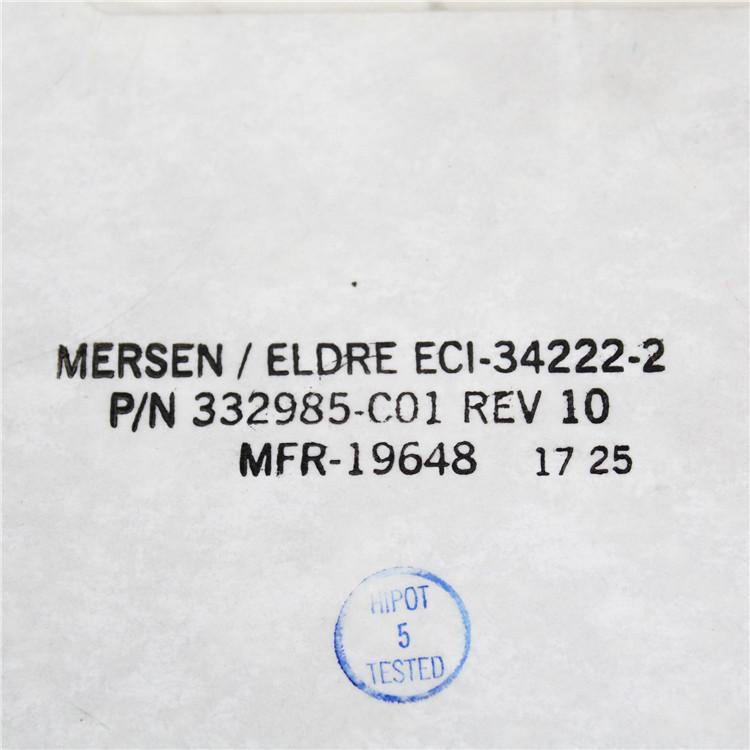 MERSEN / ELDRE ECI-34222-2
P/N 332985-C01 REV 10
MFR-19648 17 25
HIPOT
5
TESTED